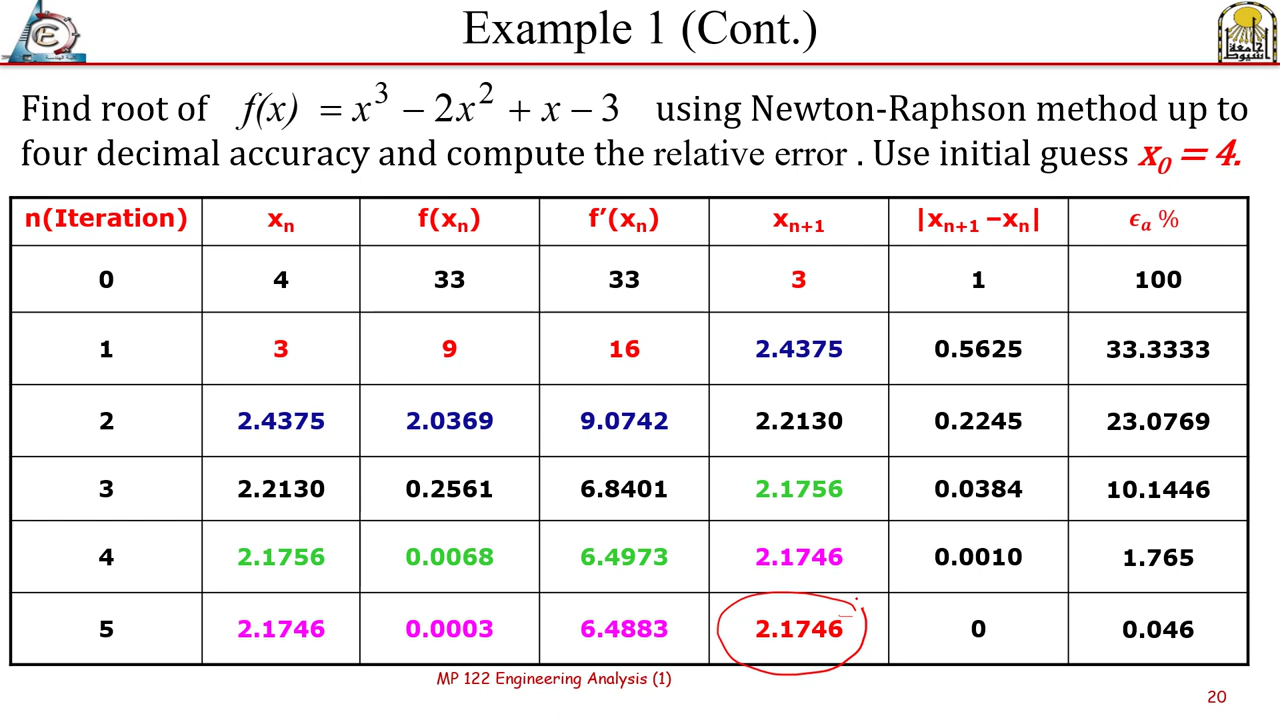 Example 1 (Cont.)
جامعة أسيوط
Find root of f(x) = x³ − 2x² + x − 3 using Newton-Raphson method up to
four decimal accuracy and compute the relative error . Use initial guess x₀ = 4.
n(Iteration) xₙ f(xₙ) f’(xₙ) xₙ₊₁ |xₙ₊₁ –xₙ| ϵₐ %
0 4 33 33 3 1 100
1 3 9 16 2.4375 0.5625 33.3333
2 2.4375 2.0369 9.0742 2.2130 0.2245 23.0769
3 2.2130 0.2561 6.8401 2.1756 0.0384 10.1446
4 2.1756 0.0068 6.4973 2.1746 0.0010 1.765
5 2.1746 0.0003 6.4883 2.1746 0 0.046
MP 122 Engineering Analysis (1)
20